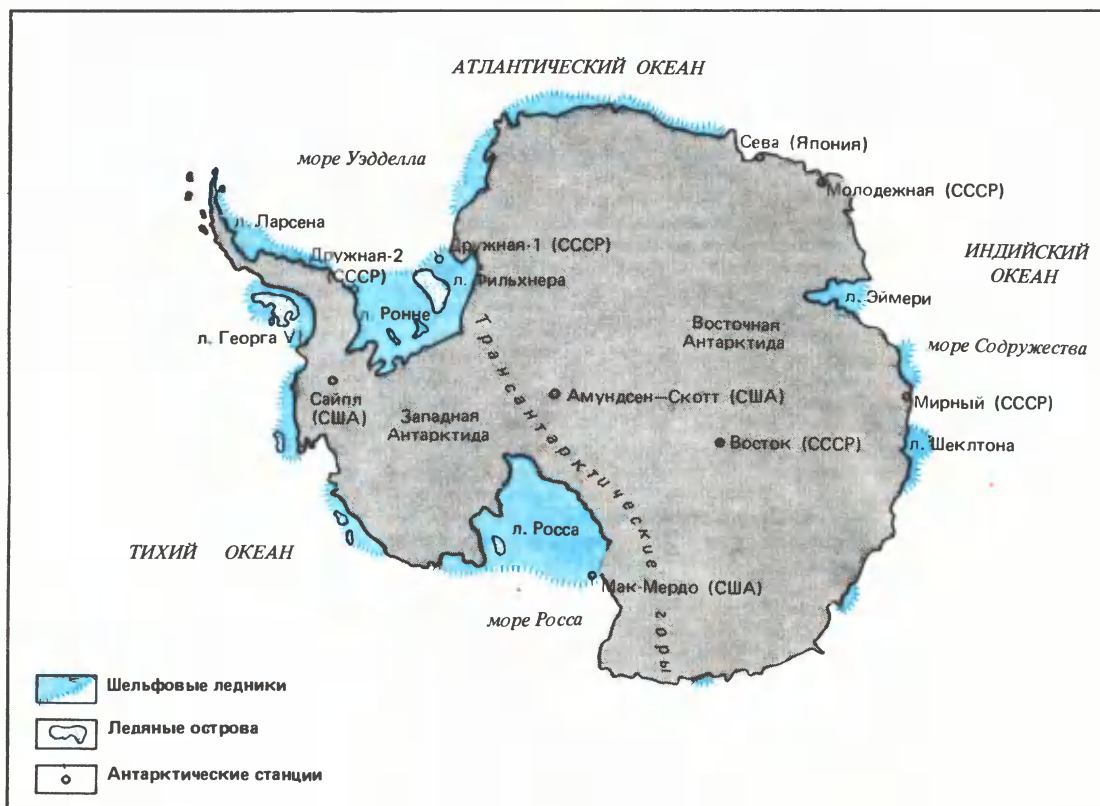 АТЛАНТИЧЕСКИЙ ОКЕАН
море Уэдделла
Сева (Япония)
Молодежная (СССР)
л. Ларсена
Дружная-2
(СССР)
Дружная-1 (СССР)
л. Фильхнера
ИНДИЙСКИЙ
ОКЕАН
л. Эймери
л. Ронне
л. Георга VI
Восточная
Антарктида
море Содружества
Трансантарктические горы
Сайпл
(США)
Западная
Антарктида
Амундсен—Скотт (США)
Мирный (СССР)
Восток (СССР)
л. Шеклтона
ТИХИЙ ОКЕАН
л. Росса
Мак-Мердо (США)
море Росса
Шельфовые ледники
Ледяные острова
Антарктические станции